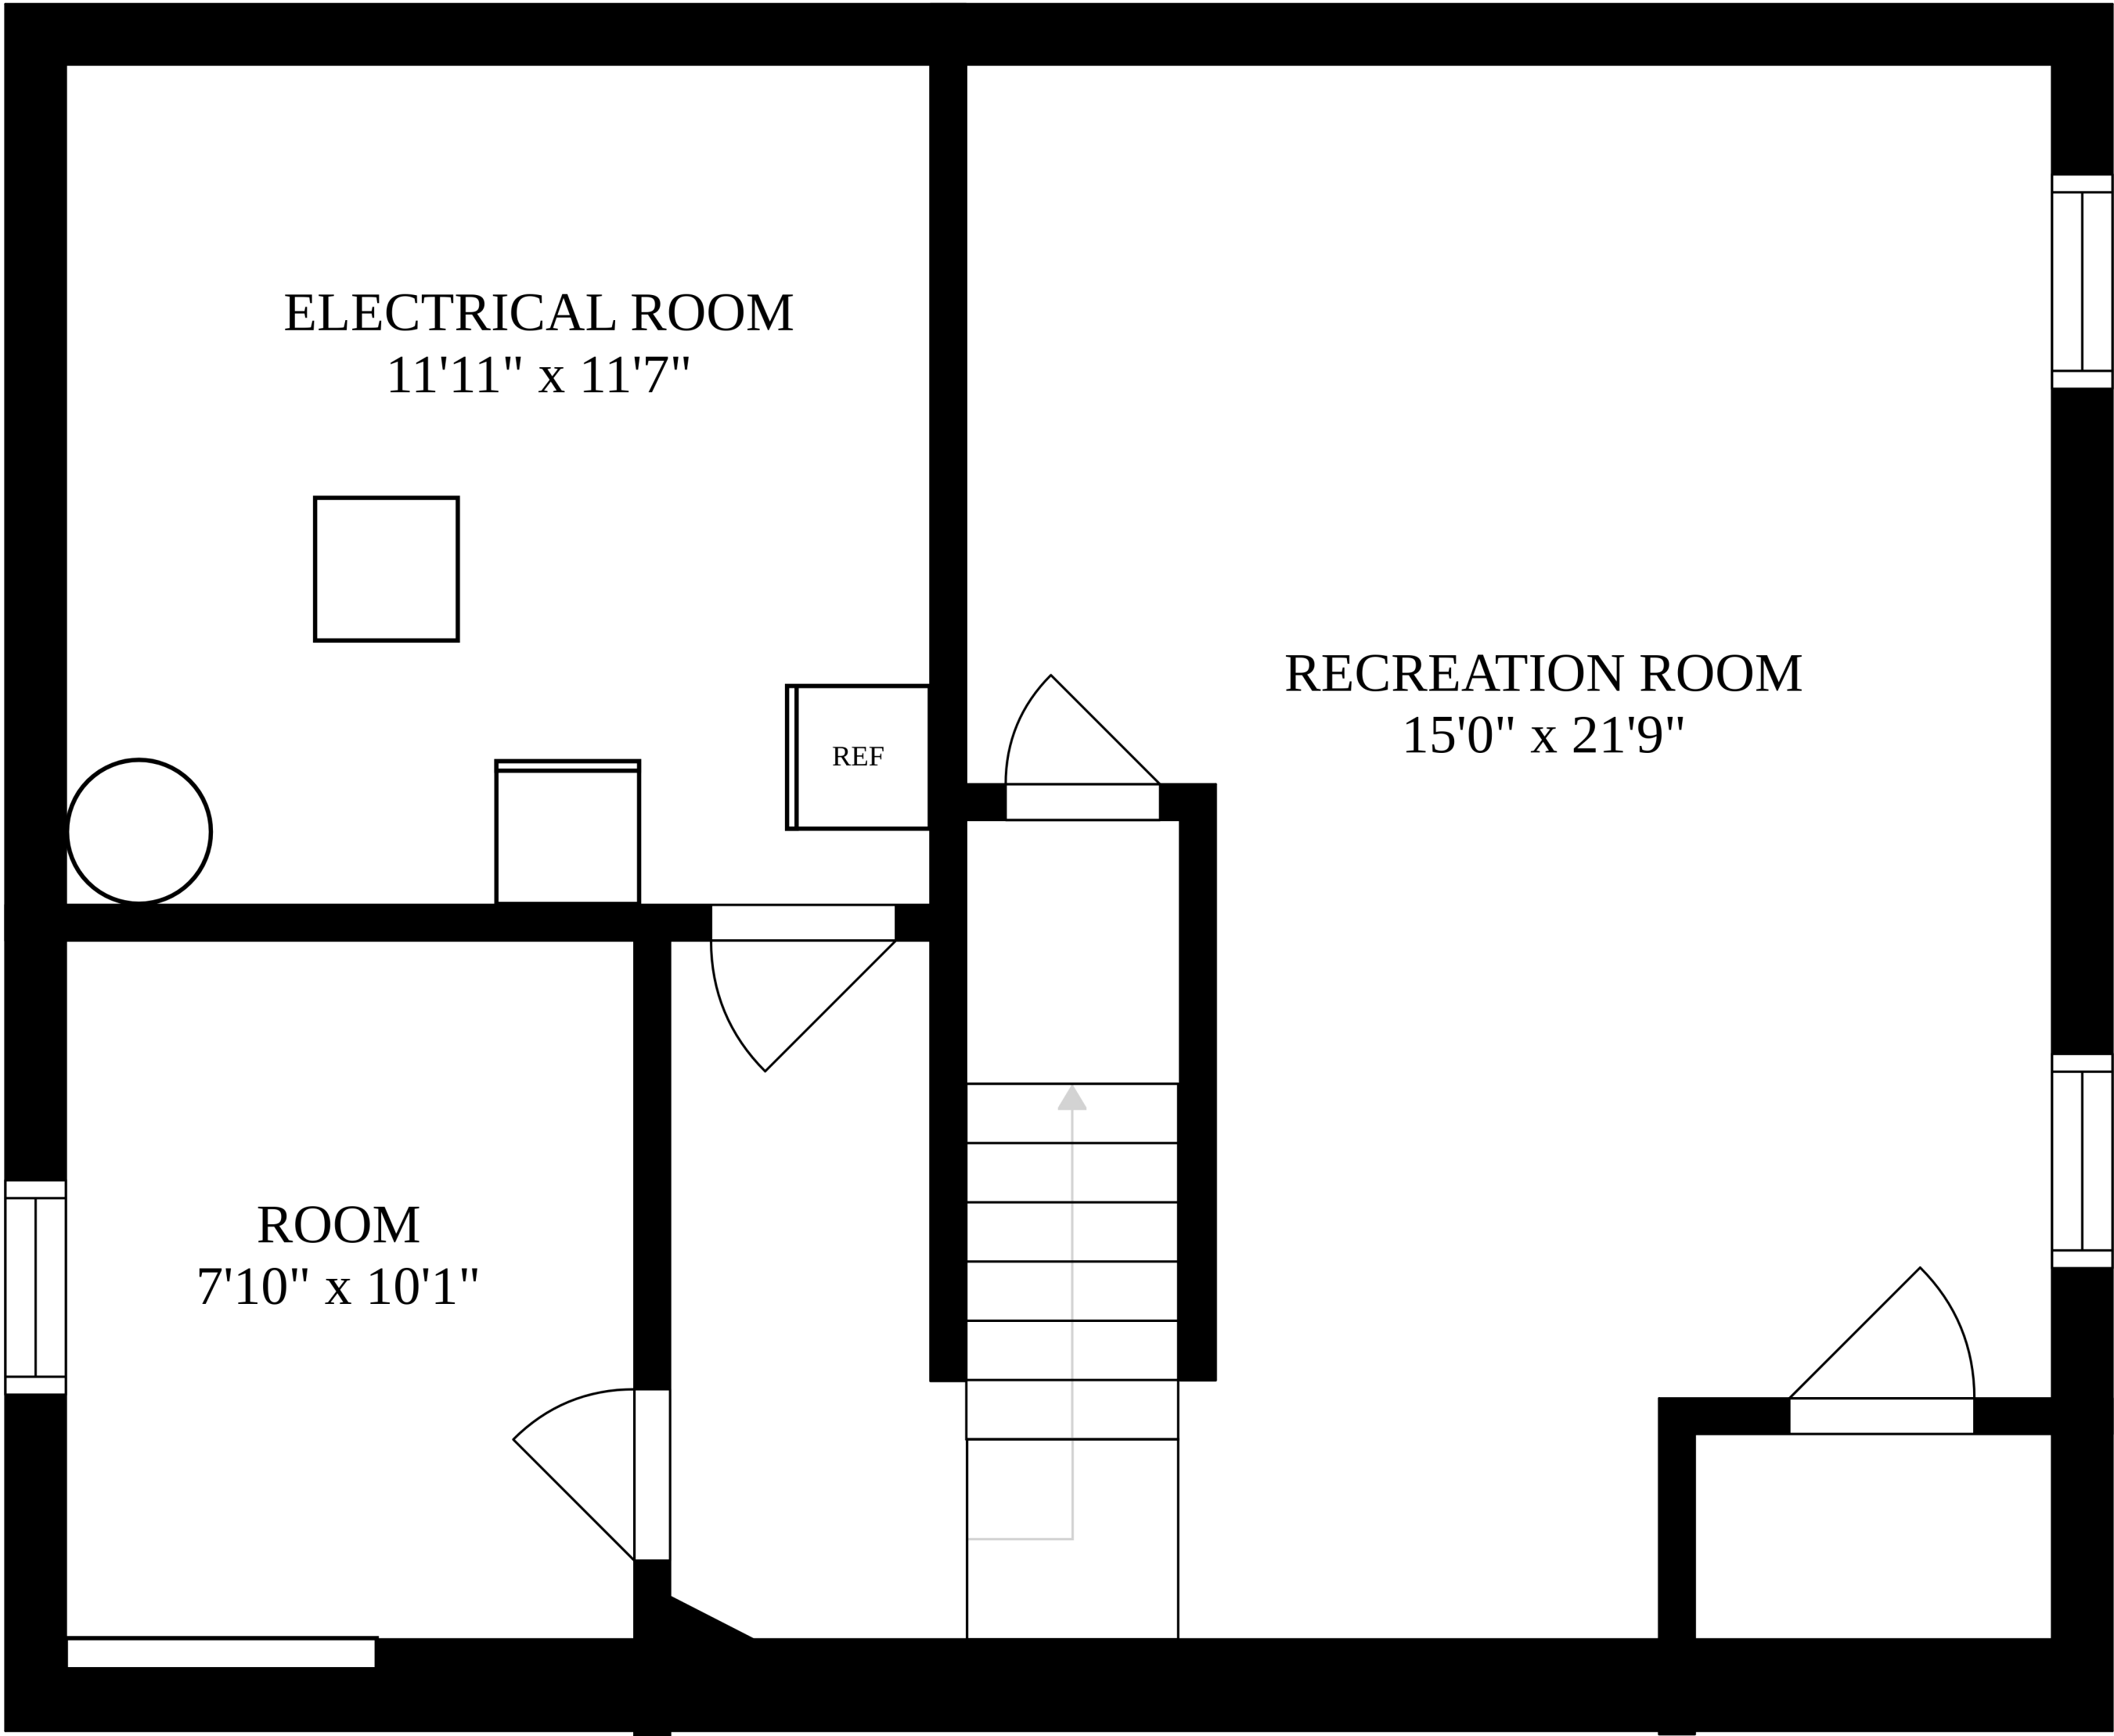 ELECTRICAL ROOM
11'11" x 11'7"
RECREATION ROOM
15'0" x 21'9"
REF
ROOM
7'10" x 10'1"